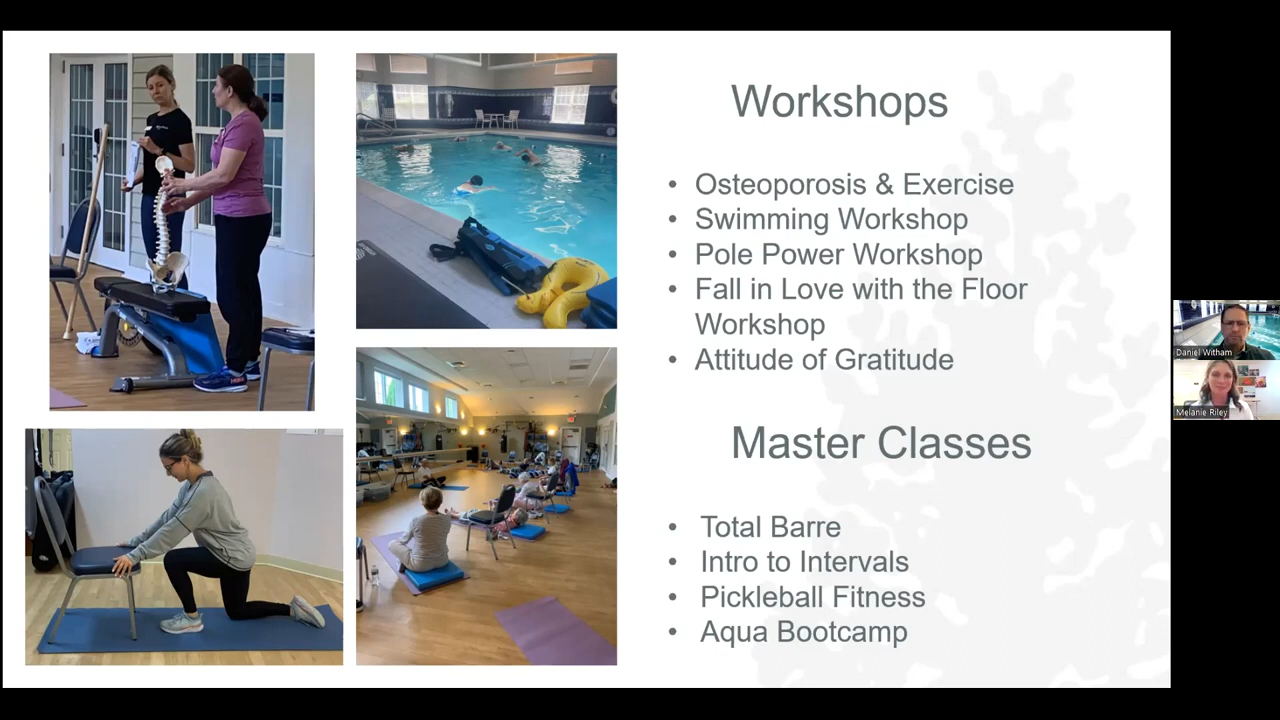 Workshops
• Osteoporosis & Exercise
• Swimming Workshop
• Pole Power Workshop
• Fall in Love with the Floor
Workshop
• Attitude of Gratitude
Master Classes
• Total Barre
• Intro to Intervals
• Pickleball Fitness
• Aqua Bootcamp
Daniel Witham
Melanie Riley